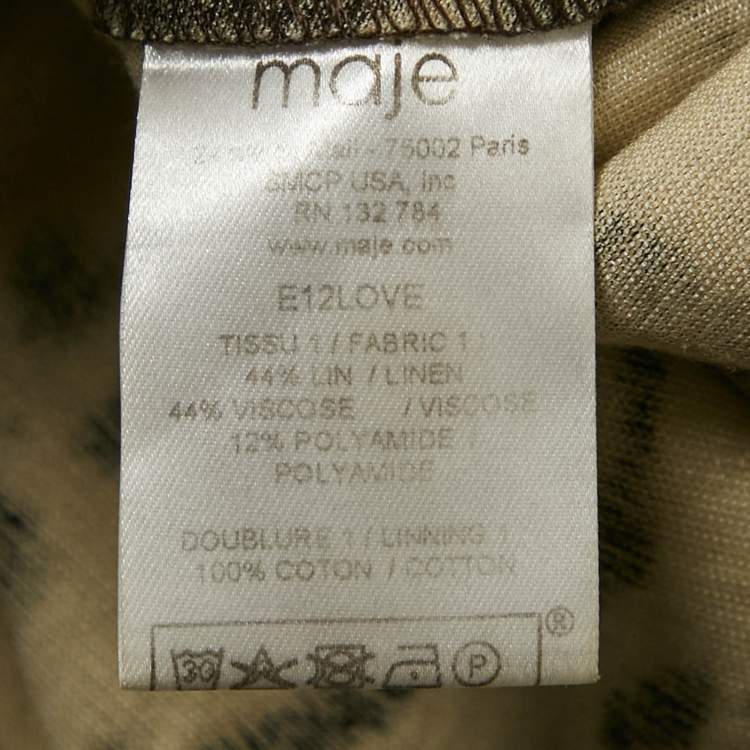 maje
- 75002 Paris
SMCP USA, Inc
RN 132 784
www.maje.com
E12LOVE
TISSU 1 / FABRIC 1
44% LIN / LINEN
44% VISCOSE / VISCOSE
12% POLYAMIDE /
POLYAMIDE
DOUBLURE 1 / LINNING 1
100% COTON / COTTON
®
30 P